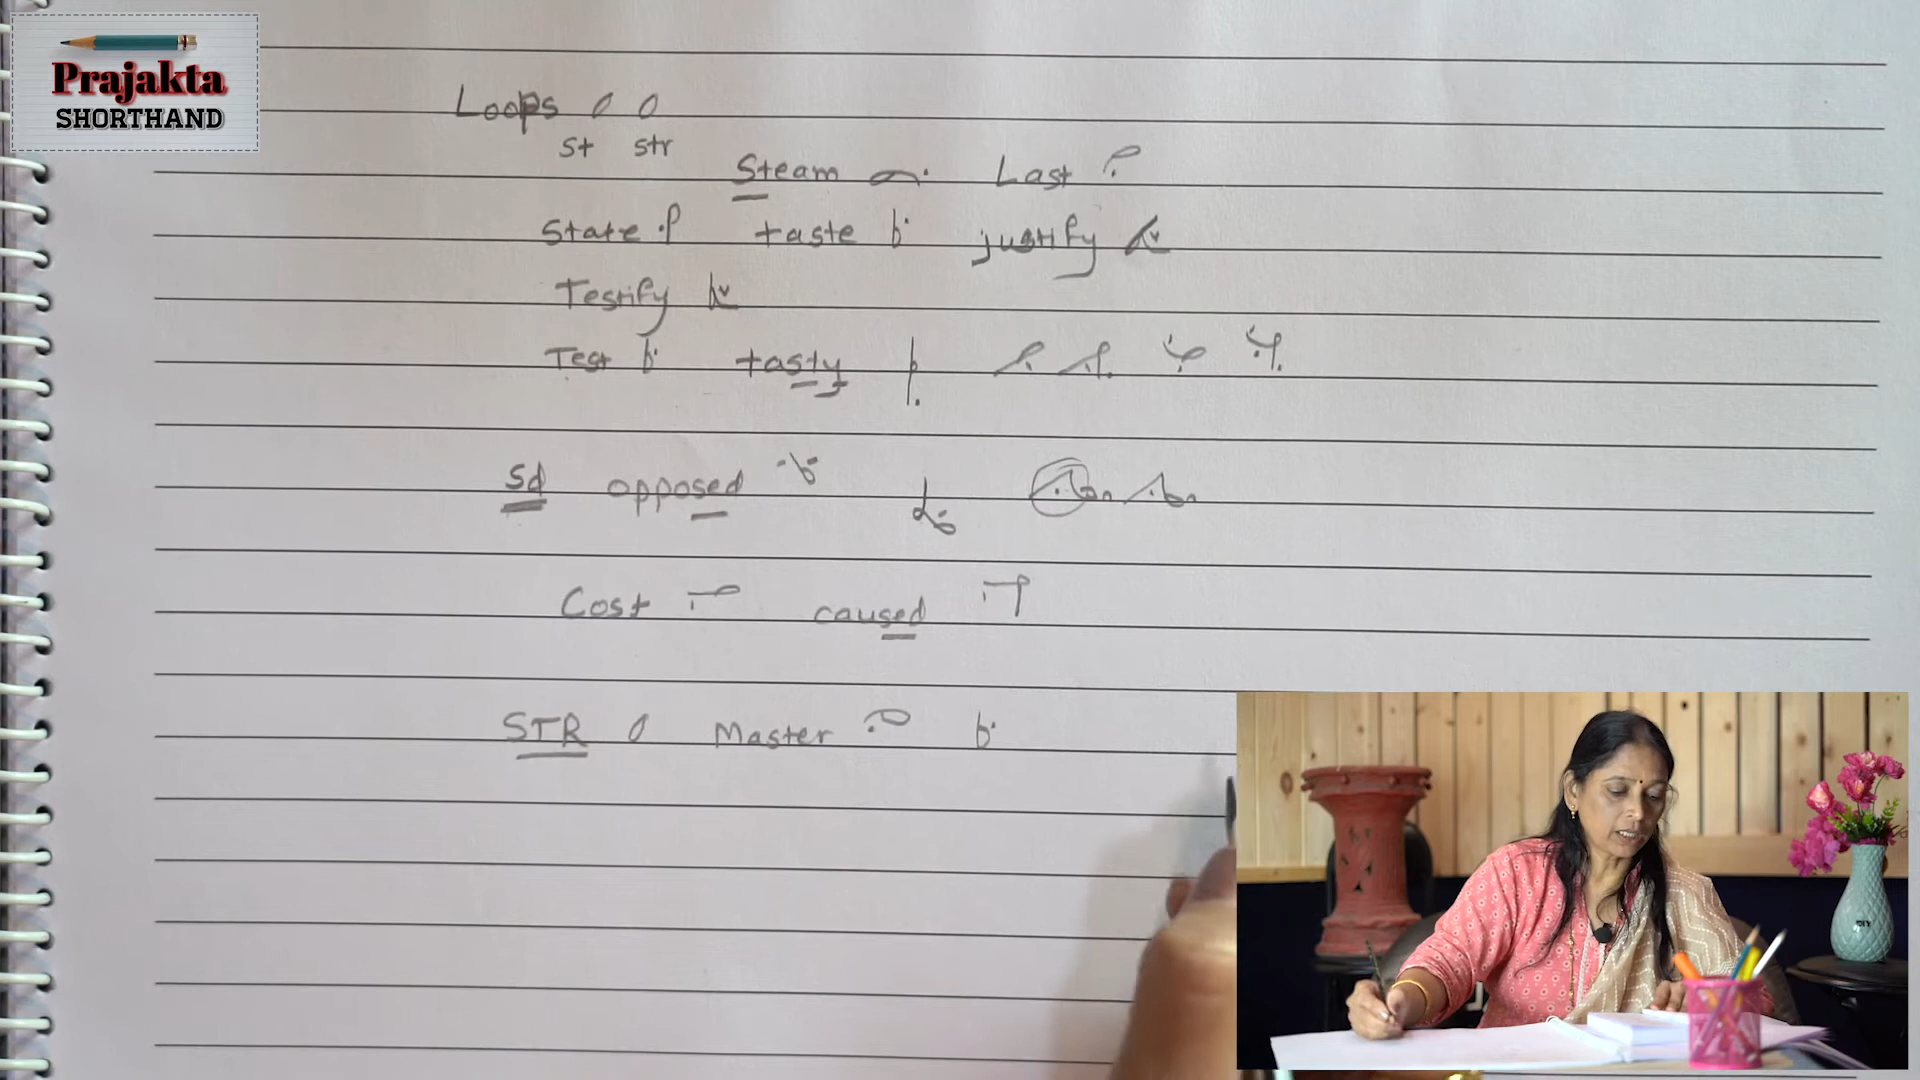 Prajakta
SHORTHAND
Loops
st str
Steam Last
State taste justify
Testify
Test tasty
Sd opposed
Cost caused
STR Master
DIY